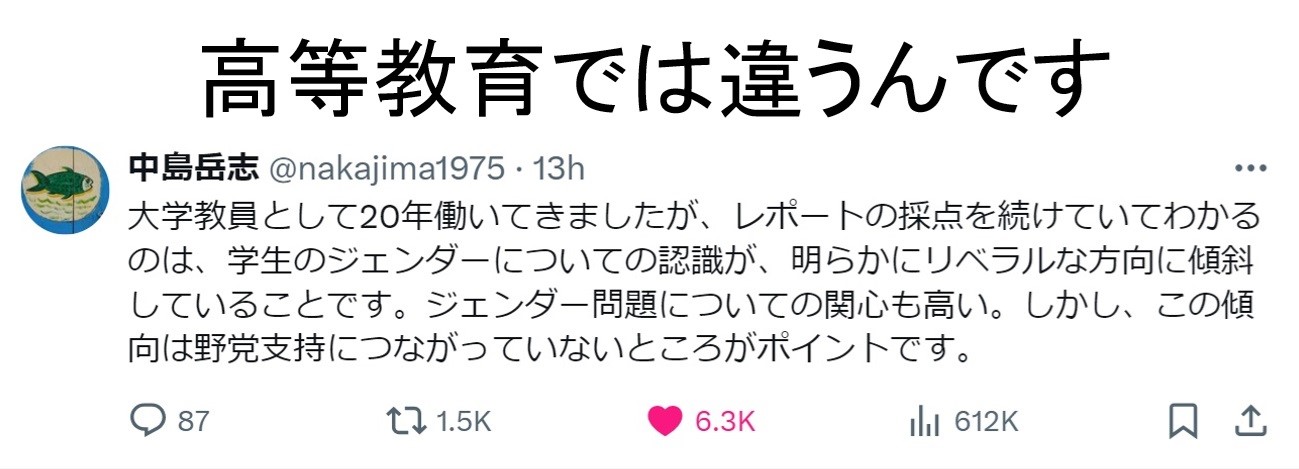 高等教育では違うんです
中島岳志 @nakajima1975 · 13h
大学教員として20年働いてきましたが、レポートの採点を続けていてわかる
のは、学生のジェンダーについての認識が、明らかにリベラルな方向に傾斜
していることです。ジェンダー問題についての関心も高い。しかし、この傾
向は野党支持につながっていないところがポイントです。
87 1.5K 6.3K 612K